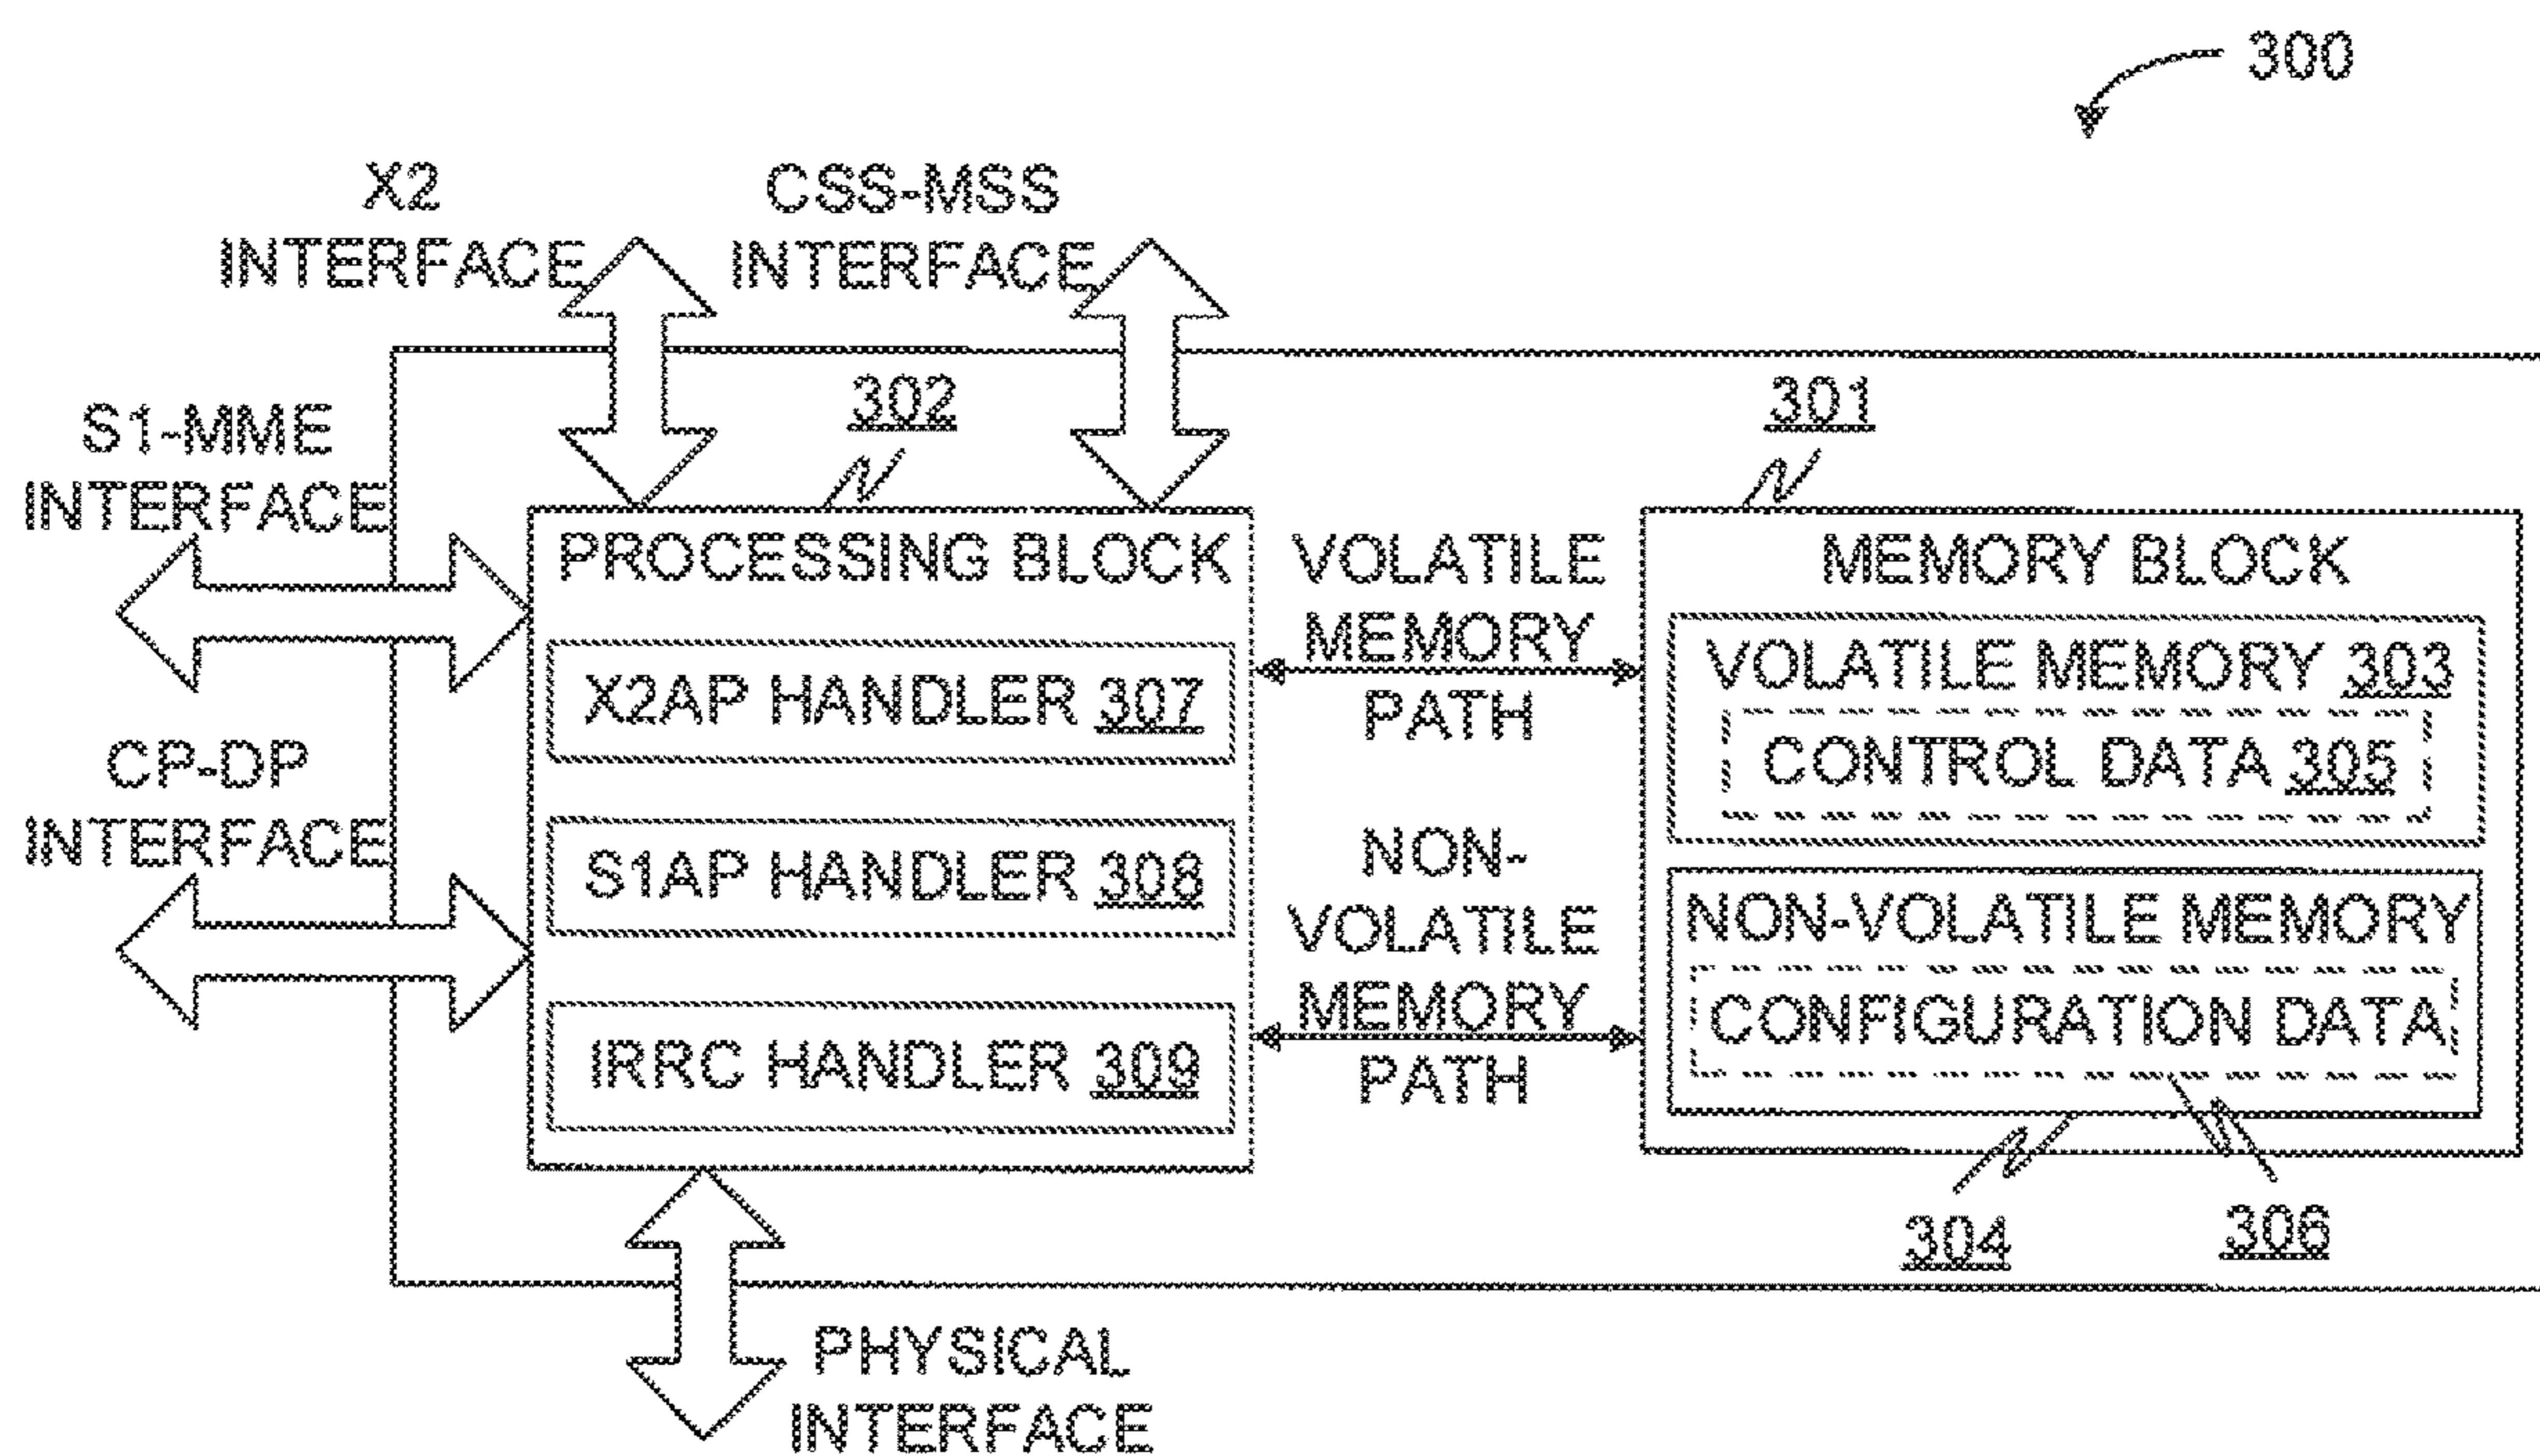 300
X2
INTERFACE
CSS-MSS
INTERFACE
S1-MME
INTERFACE
CP-DP
INTERFACE
302
PROCESSING BLOCK
X2AP HANDLER 307
S1AP HANDLER 308
IRRC HANDLER 309
VOLATILE
MEMORY
PATH
NON-
VOLATILE
MEMORY
PATH
301
MEMORY BLOCK
VOLATILE MEMORY 303
CONTROL DATA 305
NON-VOLATILE MEMORY
CONFIGURATION DATA
304
306
PHYSICAL
INTERFACE